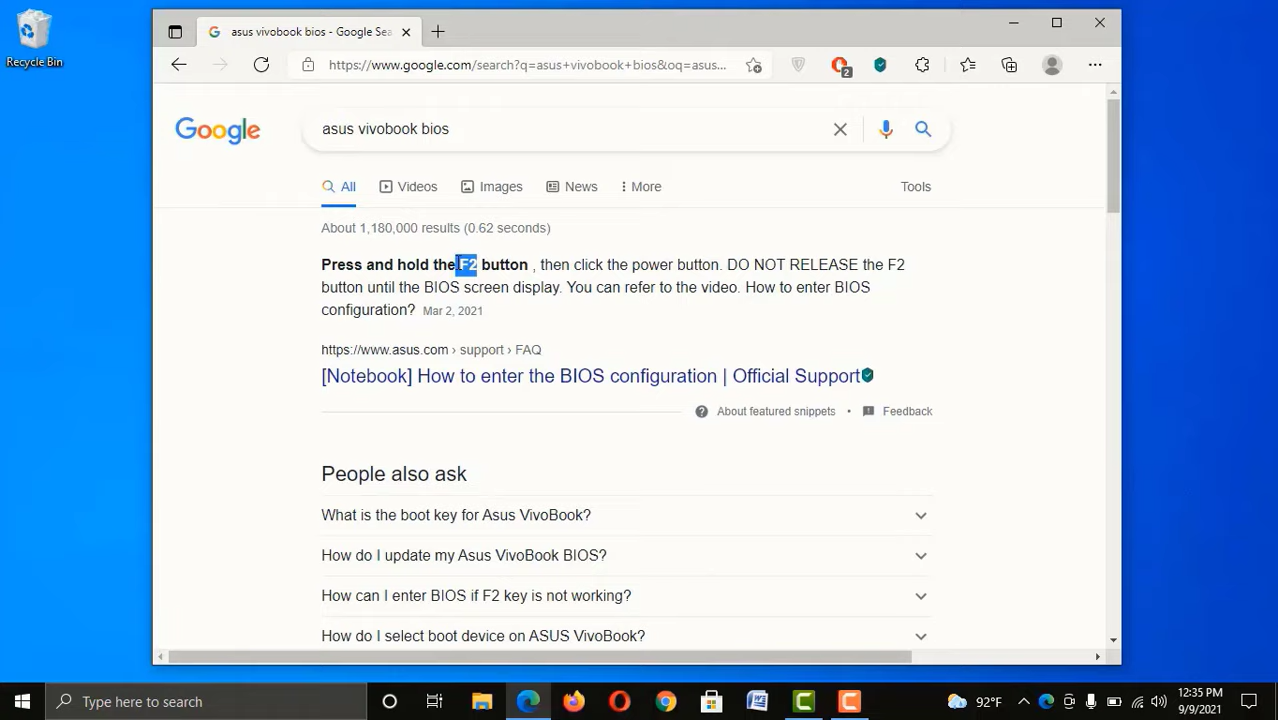 Recycle Bin
asus vivobook bios - Google Sea
https://www.google.com/search?q=asus+vivobook+bios&oq=asus...
2
Google
asus vivobook bios
All Videos Images News More Tools
About 1,180,000 results (0.62 seconds)
Press and hold the F2 button , then click the power button. DO NOT RELEASE the F2
button until the BIOS screen display. You can refer to the video. How to enter BIOS
configuration? Mar 2, 2021
https://www.asus.com › support › FAQ
[Notebook] How to enter the BIOS configuration | Official Support
About featured snippets • Feedback
People also ask
What is the boot key for Asus VivoBook?
How do I update my Asus VivoBook BIOS?
How can I enter BIOS if F2 key is not working?
How do I select boot device on ASUS VivoBook?
Type here to search
92°F
12:35 PM
9/9/2021